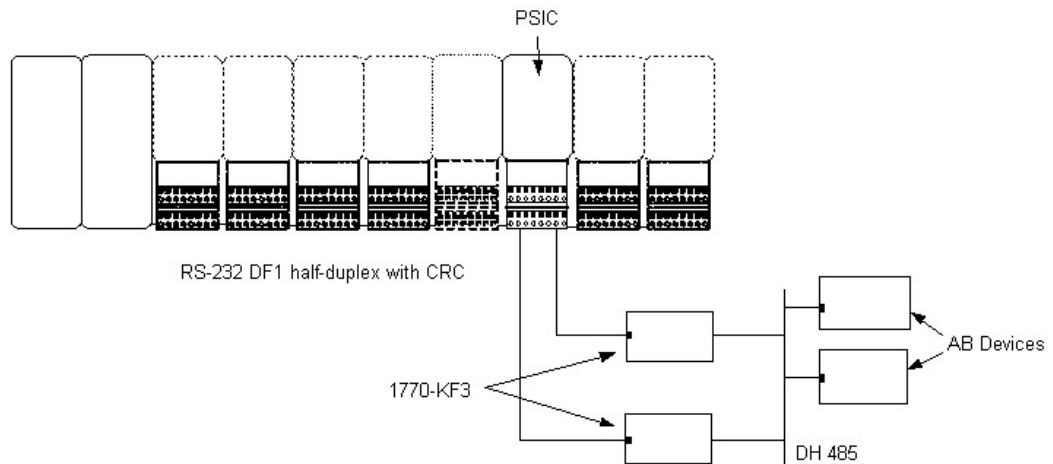 PSIC
RS-232 DF1 half-duplex with CRC
AB Devices
1770-KF3
DH 485